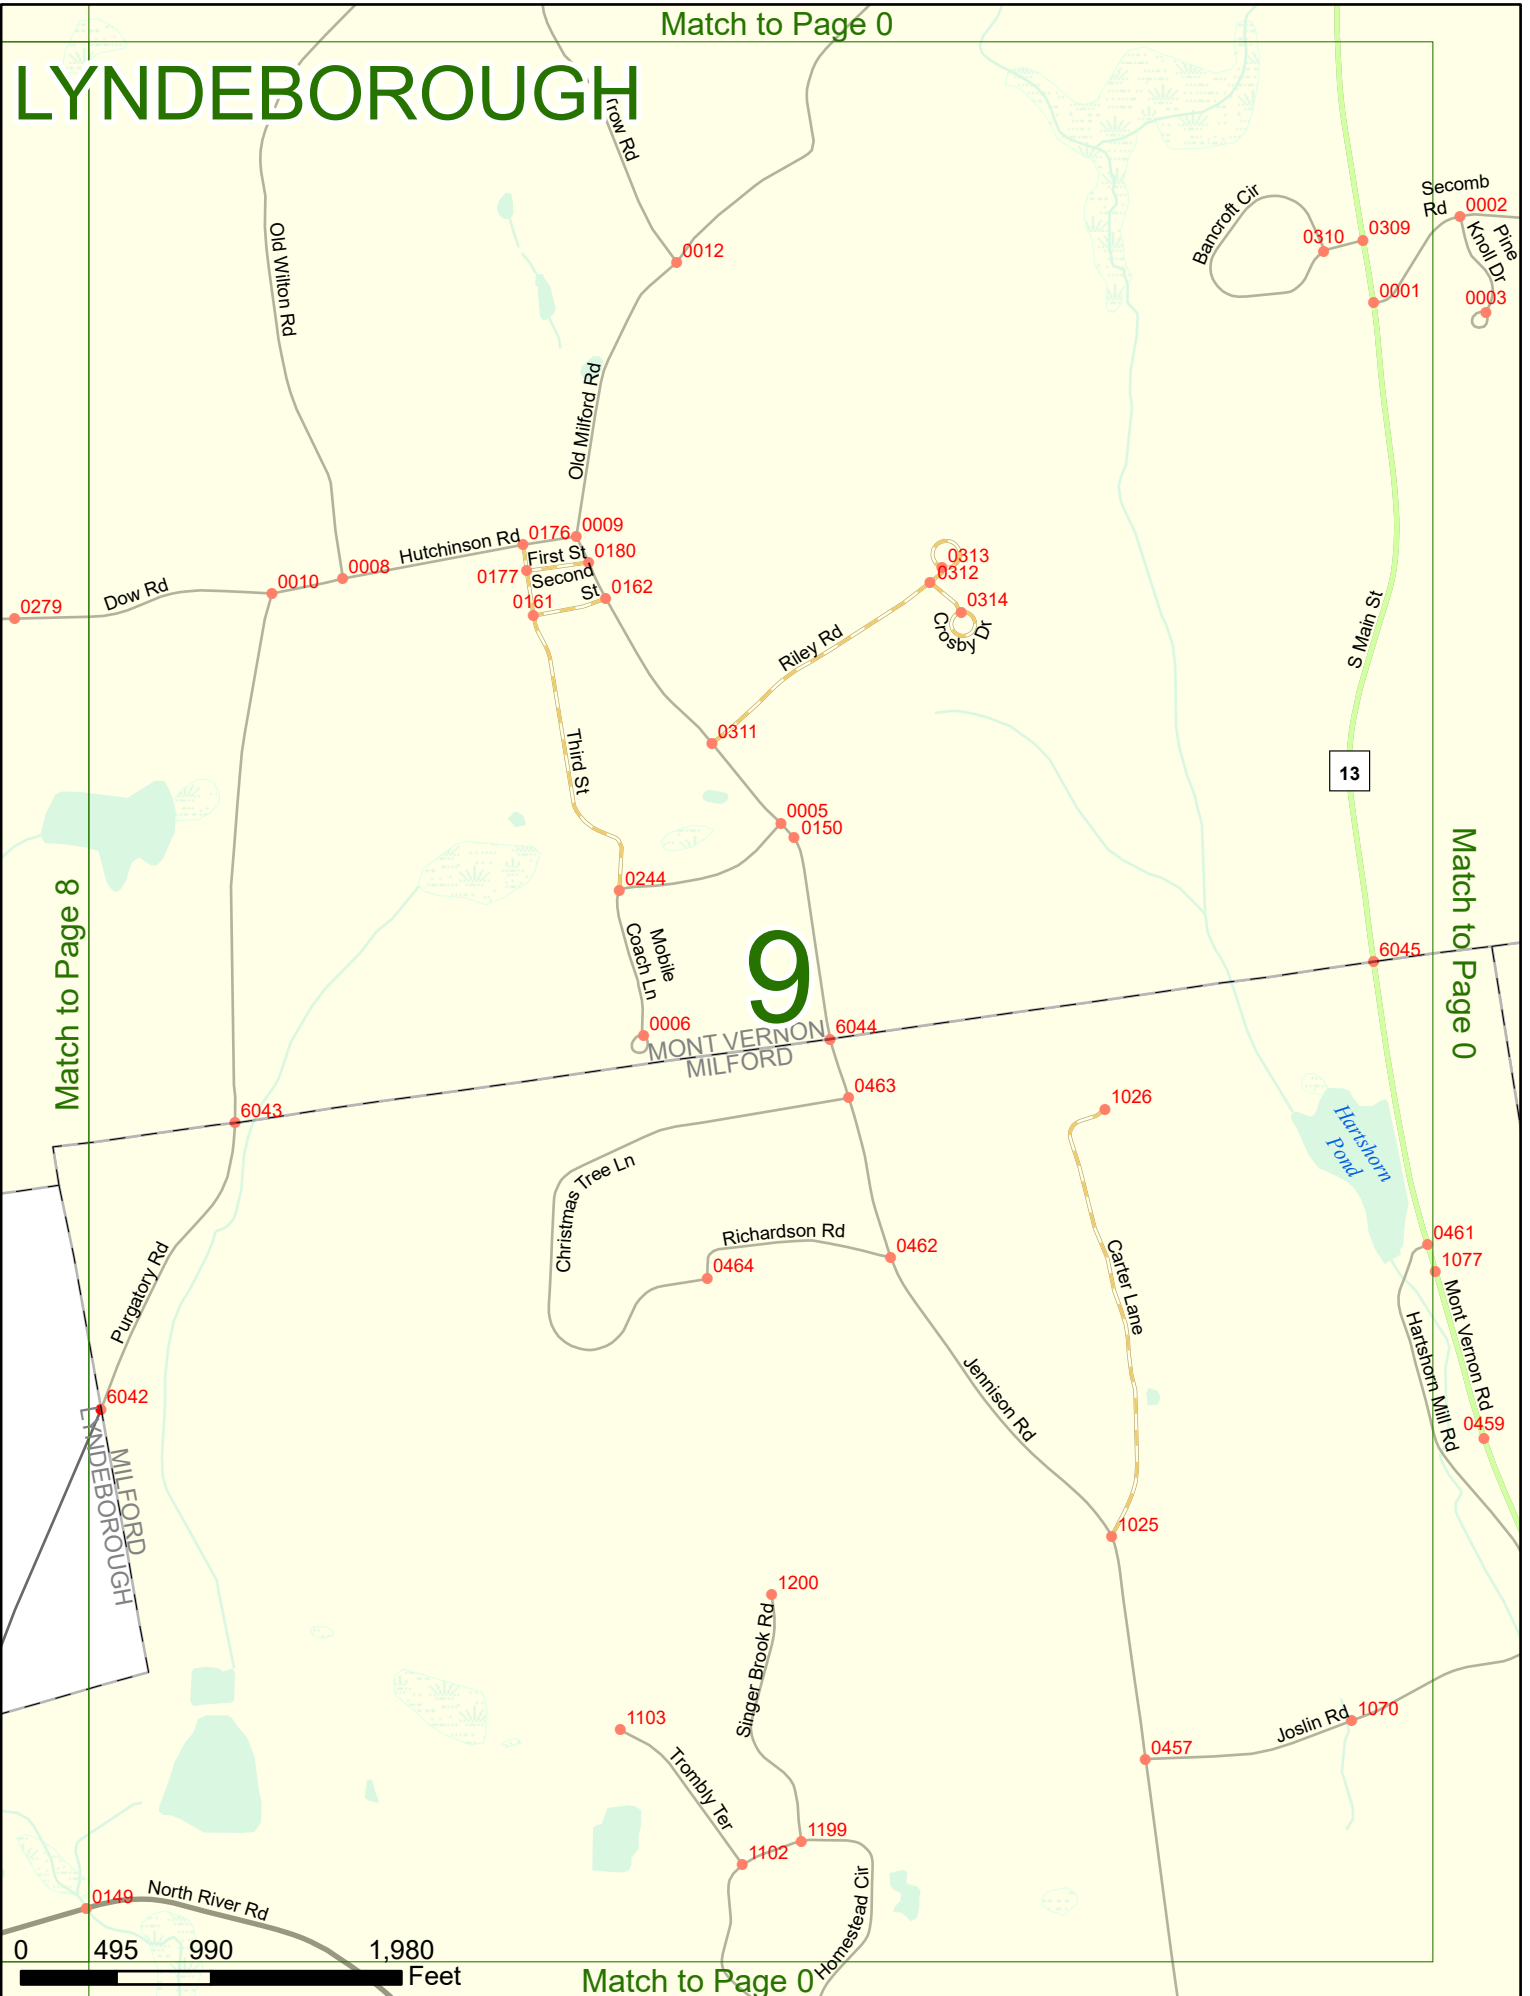 Match to Page 0
LYNDEBOROUGH
rrow Rd
Old Wilton Rd
0012
Bancroft Cir
0310
0309
Secomb
Rd
0002
Pine
Knoll Dr
0001
0003
Old Milford Rd
Hutchinson Rd
0176
0009
First St
0180
0177
Second
St
0162
0161
0008
0010
Dow Rd
0279
0313
0312
0314
Crosby Dr
Riley Rd
0311
S Main St
13
Third St
0005
0150
0244
Mobile
Coach Ln
0006
9
Match to Page 8
Match to Page 0
6045
6044
MONT VERNON
MILFORD
6043
0463
1026
Hartshorn
Pond
Christmas Tree Ln
Richardson Rd
0464
0462
Carter Lane
0461
1077
Mont Vernon Rd
Hartshorn Mill Rd
0459
Purgatory Rd
6042
MILFORD
LYNDEBOROUGH
Jennison Rd
1025
1200
Singer Brook Rd
1103
Trombly Ter
1070
Joslin Rd
0457
1199
1102
Homestead Cir
0149
North River Rd
0 495 990 1,980
Feet
Match to Page 0